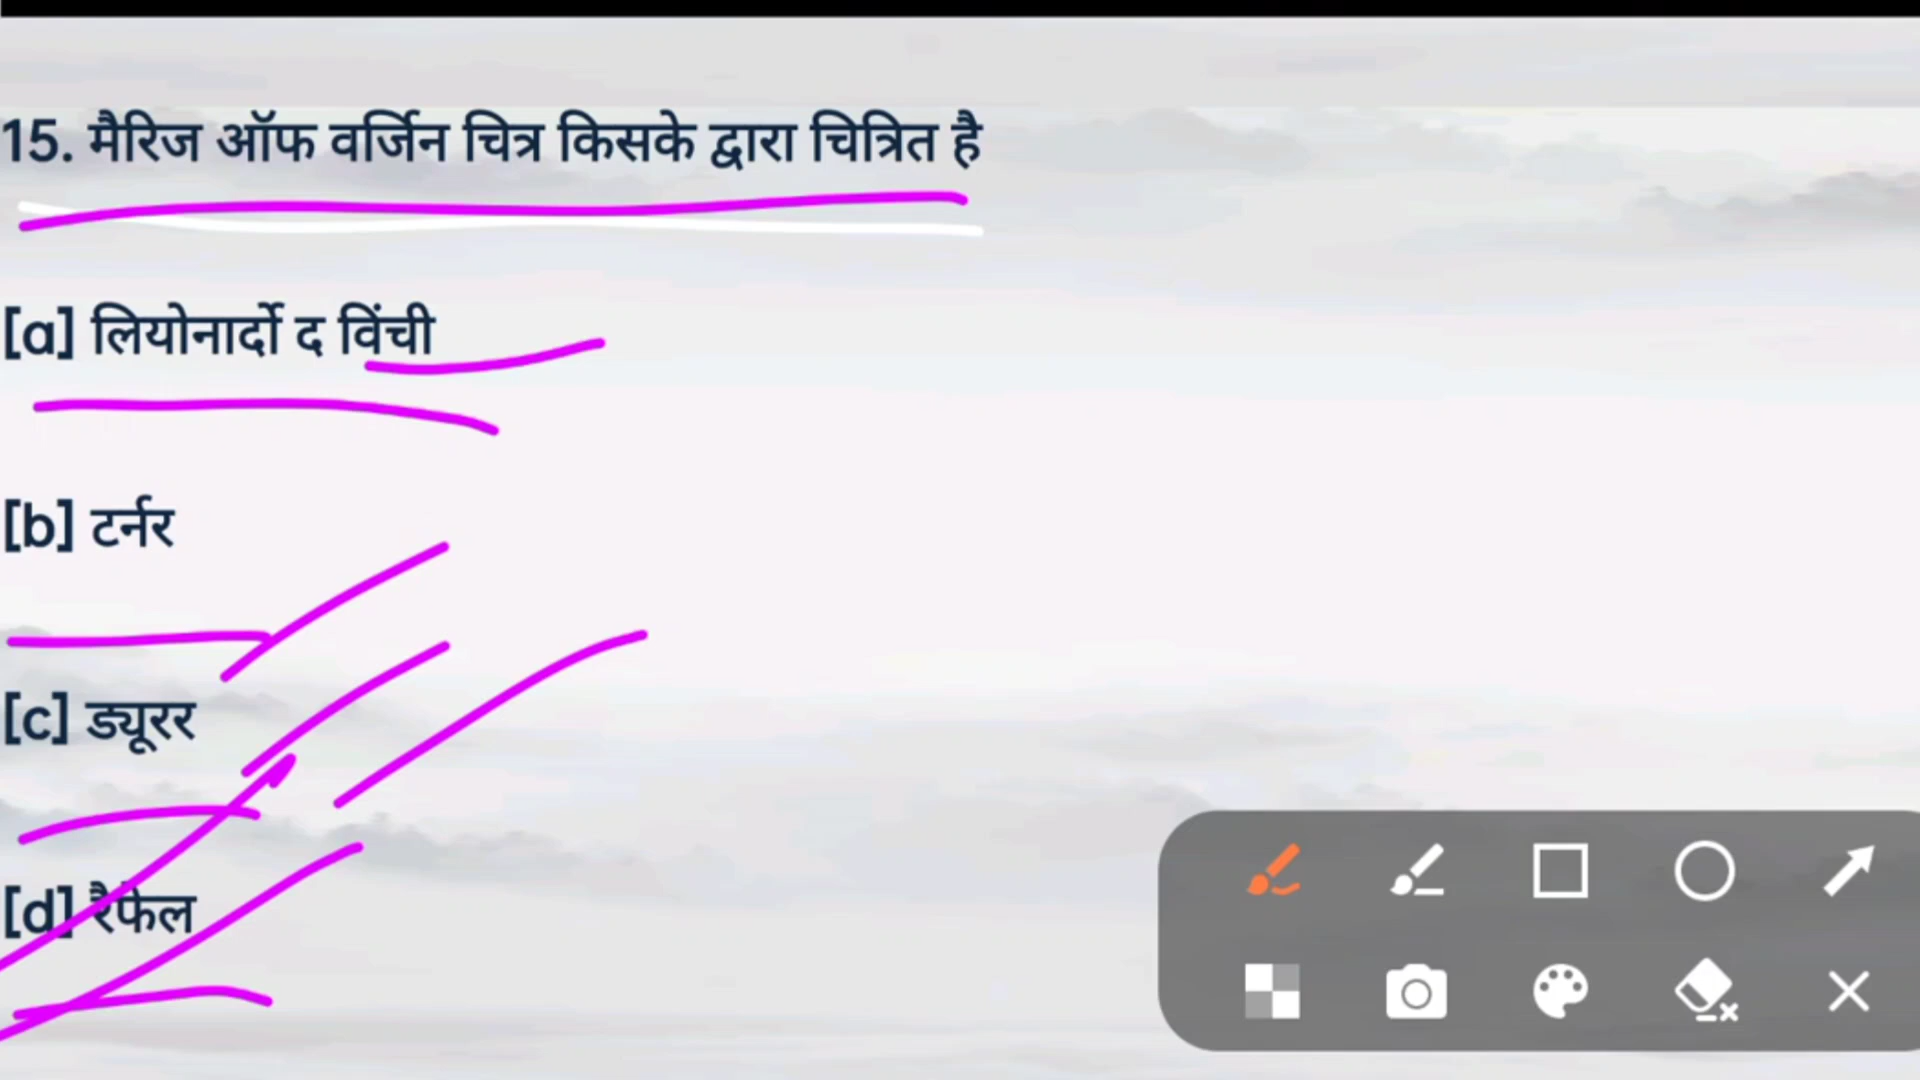 15. मैरिज ऑफ वर्जिन चित्र किसके द्वारा चित्रित है
[a] लियोनार्दो द विंची
[b] टर्नर
[c] ड्यूरर
[d] रैफेल